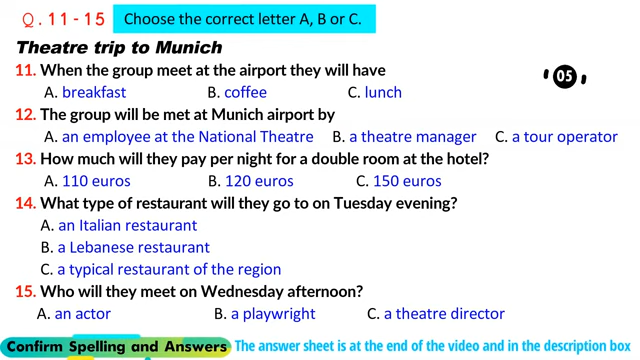 Q.11-15 Choose the correct letter A, B or C.
Theatre trip to Munich
11. When the group meet at the airport they will have
A. breakfast B. coffee C. lunch
05
12. The group will be met at Munich airport by
A. an employee at the National Theatre B. a theatre manager C. a tour operator
13. How much will they pay per night for a double room at the hotel?
A. 110 euros B. 120 euros C. 150 euros
14. What type of restaurant will they go to on Tuesday evening?
A. an Italian restaurant
B. a Lebanese restaurant
C. a typical restaurant of the region
15. Who will they meet on Wednesday afternoon?
A. an actor B. a playwright C. a theatre director
Confirm Spelling and Answers The answer sheet is at the end of the video and in the description box